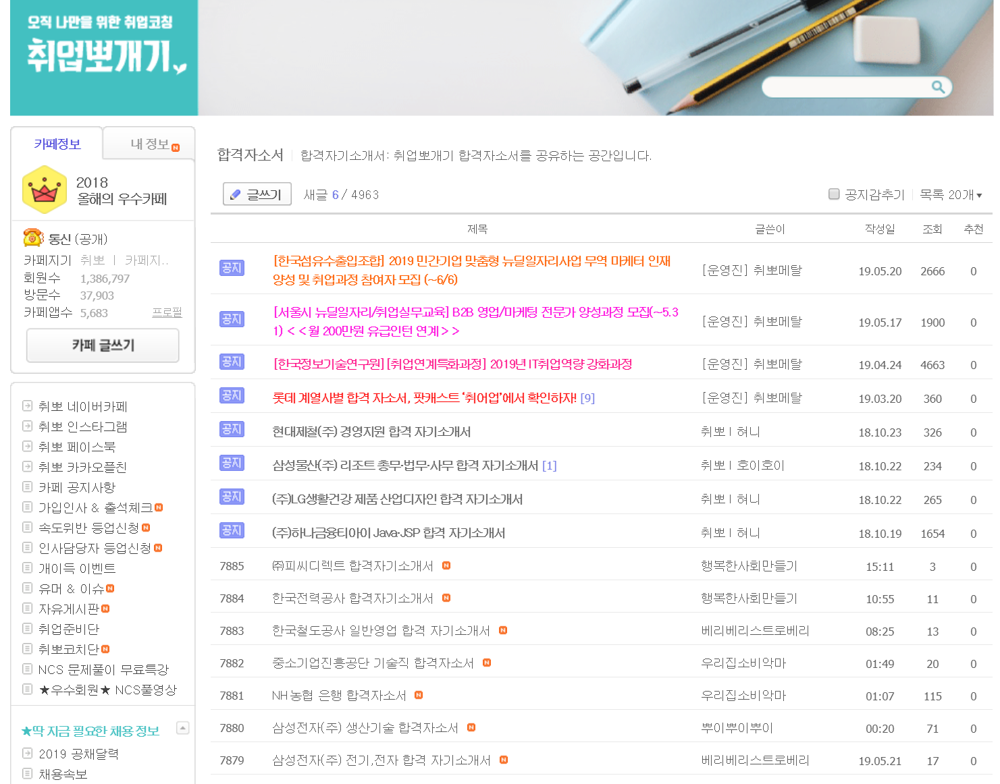 오직 나만을 위한 취업코칭
취업뽀개기
카페정보
내 정보 N
2018
올해의 우수카페
통신 (공개)
카페지기 취뽀 | 카페지..
회원수 1,386,797
방문수 37,903
카페앱수 5,683 프로필
카페 글쓰기
취뽀 네이버카페
취뽀 인스타그램
취뽀 페이스북
취뽀 카카오플친
카페 공지사항
가입인사 & 출석체크 N
속도위반 등업신청 N
인사담당자 등업신청 N
개이득 이벤트
유머 & 이슈 N
자유게시판 N
취업준비단
취뽀코치단 N
NCS 문제풀이 무료특강
★우수회원★ NCS풀영상
★딱 지금 필요한 채용 정보
2019 공채달력
채용속보
합격자소서 | 합격자기소개서: 취업뽀개기 합격자소서를 공유하는 공간입니다.
글쓰기 새글 6 / 4963 공지감추기 | 목록 20개▾
제목 글쓴이 작성일 조회 추천
공지 [한국섬유수출입조합] 2019 민간기업 맞춤형 뉴딜일자리사업 무역 마케터 인재
양성 및 취업과정 참여자 모집 (~6/6) [운영진] 취뽀메탈 19.05.20 2666 0
공지 [서울시 뉴딜일자리/취업실무교육] B2B 영업/마케팅 전문가 양성과정 모집(~5.3
1) <<월 200만원 유급인턴 연계>> [운영진] 취뽀메탈 19.05.17 1900 0
공지 [한국정보기술연구원][취업연계특화과정] 2019년 IT취업역량 강화과정 [운영진] 취뽀메탈 19.04.24 4663 0
공지 롯데 계열사별 합격 자소서, 팟캐스트 ‘취어업’에서 확인하자! [9] [운영진] 취뽀메탈 19.03.20 360 0
공지 현대제철(주) 경영지원 합격 자기소개서 취뽀 | 혀니 18.10.23 326 0
공지 삼성물산(주) 리조트 총무·법무·사무 합격 자기소개서 [1] 취뽀 | 호이호이 18.10.22 234 0
공지 (주)LG생활건강 제품 산업디자인 합격 자기소개서 취뽀 | 혀니 18.10.22 265 0
공지 (주)하나금융티아이 Java·JSP 합격 자기소개서 취뽀 | 혀니 18.10.19 1654 0
7885 ㈜피씨디렉트 합격자기소개서 N 행복한사회만들기 15:11 3 0
7884 한국전력공사 합격자기소개서 N 행복한사회만들기 10:55 11 0
7883 한국철도공사 일반영업 합격 자기소개서 N 베리베리스트로베리 08:25 13 0
7882 중소기업진흥공단 기술직 합격자소서 N 우리집소비악마 01:49 20 0
7881 NH농협 은행 합격자소서 N 우리집소비악마 01:07 115 0
7880 삼성전자(주) 생산기술 합격자소서 N 뿌이뿌이뿌이 00:20 71 0
7879 삼성전자(주) 전기,전자 합격 자기소개서 N 베리베리스트로베리 19.05.21 17 0